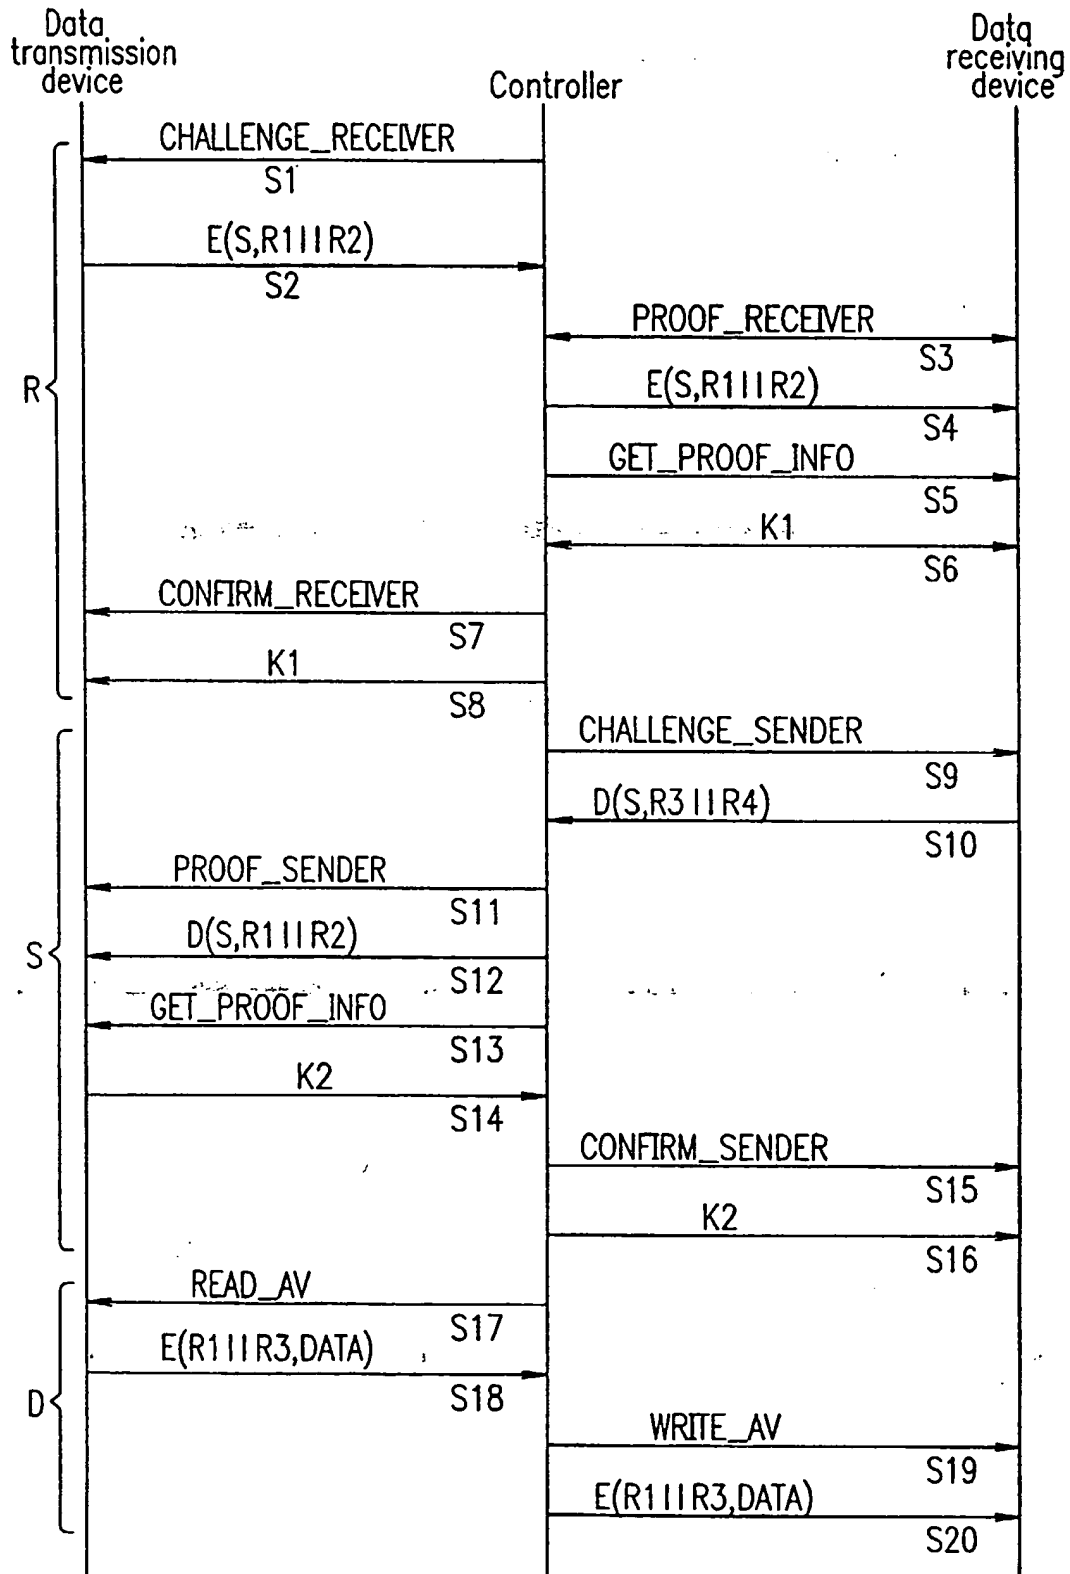 Data
transmission
device
Controller
Data
receiving
device
CHALLENGE_RECEIVER
S1
E(S,R1||R2)
S2
PROOF_RECEIVER
S3
E(S,R1||R2)
S4
GET_PROOF_INFO
S5
K1
S6
CONFIRM_RECEIVER
S7
K1
S8
R
CHALLENGE_SENDER
S9
D(S,R3||R4)
S10
PROOF_SENDER
S11
D(S,R1||R2)
S12
GET_PROOF_INFO
S13
K2
S14
CONFIRM_SENDER
S15
K2
S16
S
READ_AV
S17
E(R1||R3,DATA)
S18
WRITE_AV
S19
E(R1||R3,DATA)
S20
D